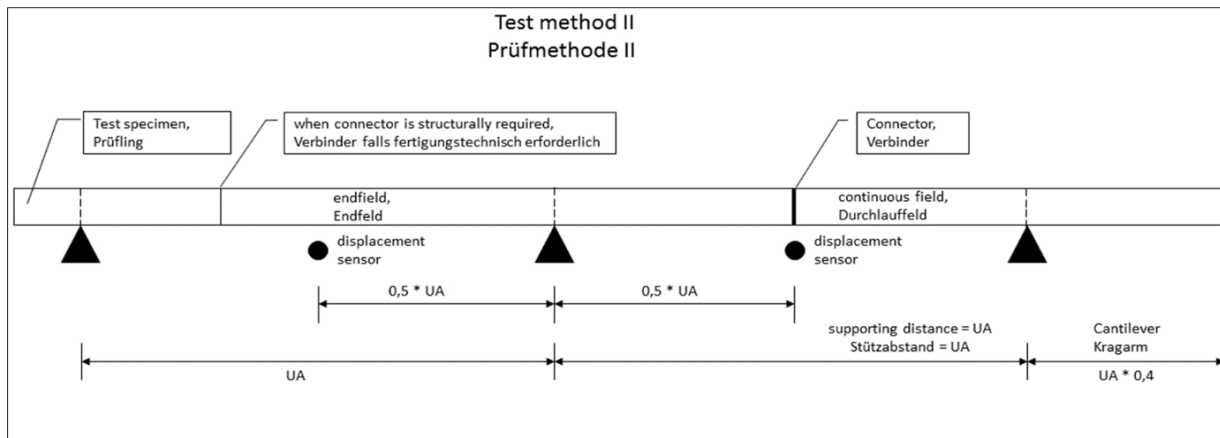 Test method II
Prüfmethode II
Test specimen,
Prüfling
when connector is structurally required,
Verbinder falls fertigungstechnisch erforderlich
Connector,
Verbinder
endfield,
Endfeld
continuous field,
Durchlauffeld
displacement
sensor
displacement
sensor
0,5 * UA
0,5 * UA
supporting distance = UA
Stützabstand = UA
Cantilever
Kragarm
UA
UA * 0,4